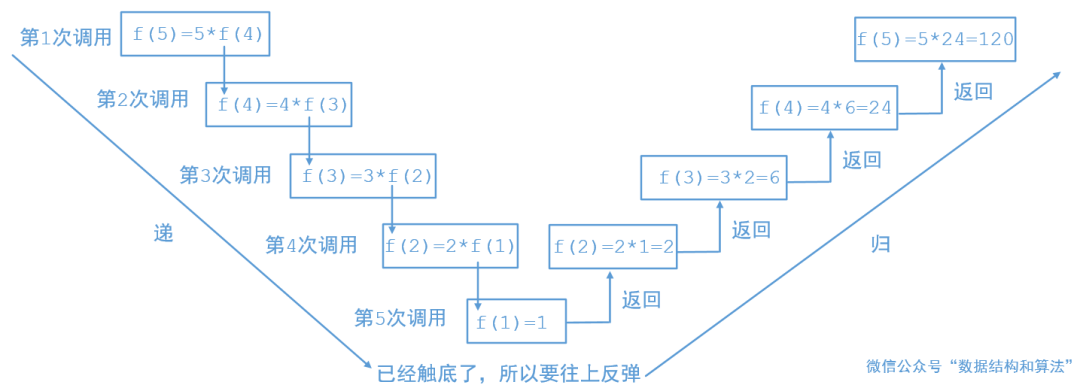 第1次调用
f(5)=5*f(4)
第2次调用
f(4)=4*f(3)
第3次调用
f(3)=3*f(2)
第4次调用
f(2)=2*f(1)
第5次调用
f(1)=1
递
已经触底了，所以要往上反弹
返回
f(2)=2*1=2
返回
f(3)=3*2=6
返回
f(4)=4*6=24
返回
f(5)=5*24=120
归
微信公众号“数据结构和算法”